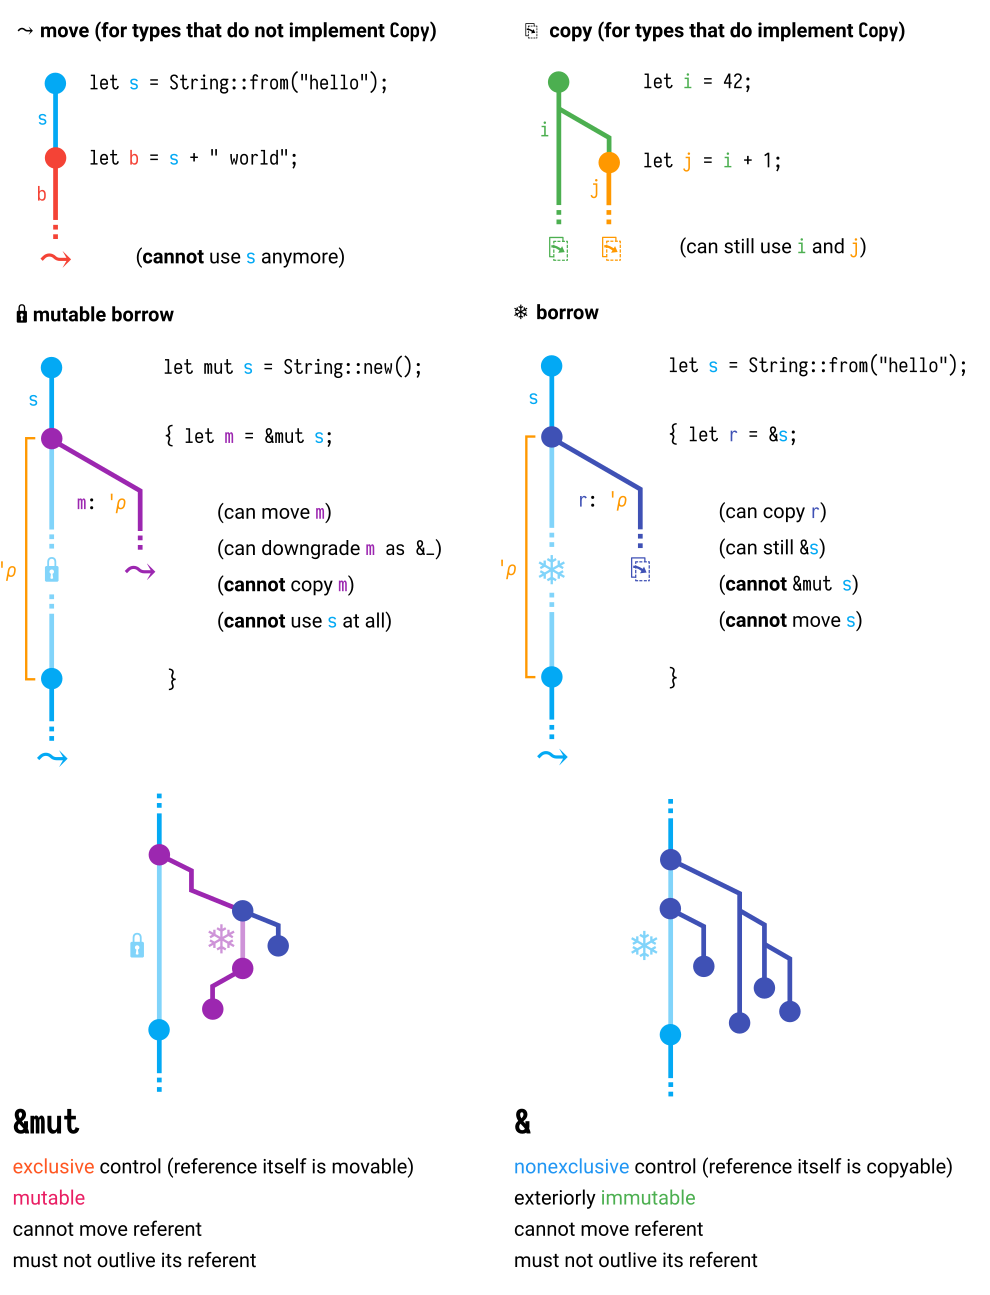 move (for types that do not implement Copy)
let s = String::from("hello");
s
let b = s + " world";
b
(cannot use s anymore)
copy (for types that do implement Copy)
let i = 42;
i
let j = i + 1;
j
(can still use i and j)
mutable borrow
let mut s = String::new();
s
{ let m = &mut s;
m: 'ρ
(can move m)
(can downgrade m as &_)
'ρ
(cannot copy m)
(cannot use s at all)
}
borrow
let s = String::from("hello");
s
{ let r = &s;
r: 'ρ
(can copy r)
(can still &s)
'ρ
(cannot &mut s)
(cannot move s)
}
&mut
exclusive control (reference itself is movable)
mutable
cannot move referent
must not outlive its referent
&
nonexclusive control (reference itself is copyable)
exteriorly immutable
cannot move referent
must not outlive its referent